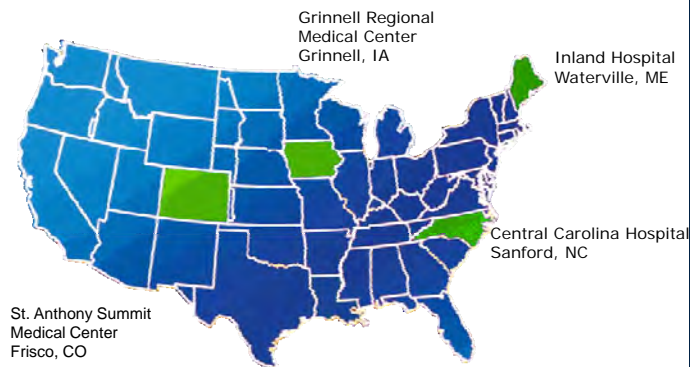 Grinnell Regional
Medical Center
Grinnell, IA
Inland Hospital
Waterville, ME
Central Carolina Hospital
Sanford, NC
St. Anthony Summit
Medical Center
Frisco, CO